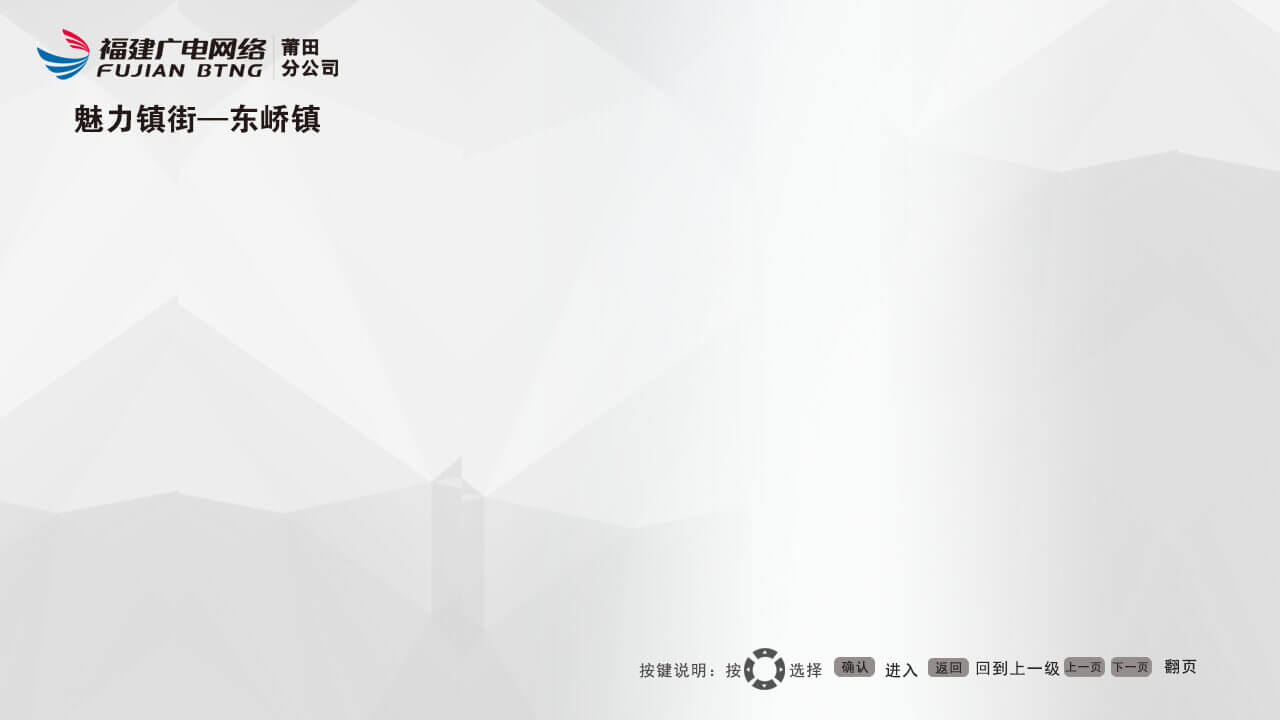 福建广电网络
FUJIAN BTNG
莆田
分公司
魅力镇街—东峤镇
按键说明：按 选择 确认 进入 返回 回到上一级 上一页 下一页 翻页